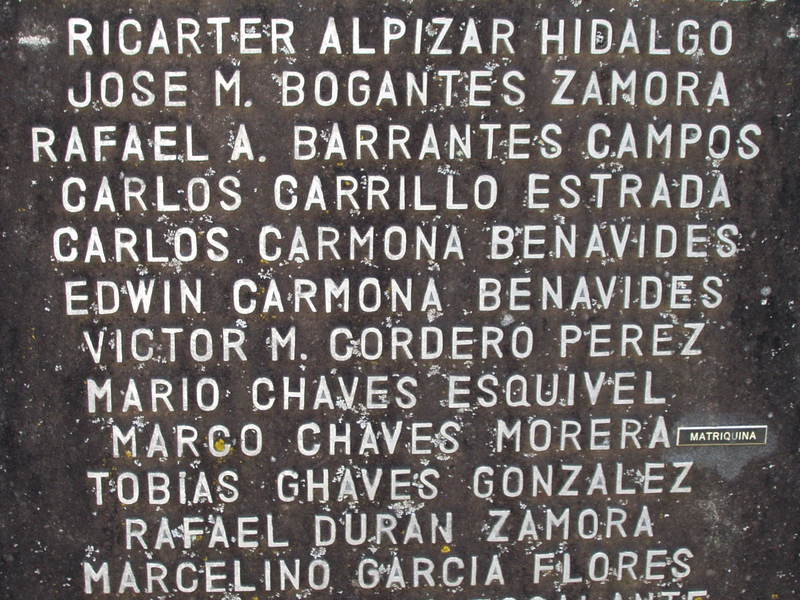 RICARTER ALPIZAR HIDALGO
JOSE M. BOGANTES ZAMORA
RAFAEL A. BARRANTES CAMPOS
CARLOS CARRILLO ESTRADA
CARLOS CARMONA BENAVIDES
EDWIN CARMONA BENAVIDES
VICTOR M. CORDERO PEREZ
MARIO CHAVES ESQUIVEL
MARCO CHAVES MORERA MATRIQUINA
TOBIAS GHAVES GONZALEZ
RAFAEL DURAN ZAMORA
MARCELINO GARCIA FLORES